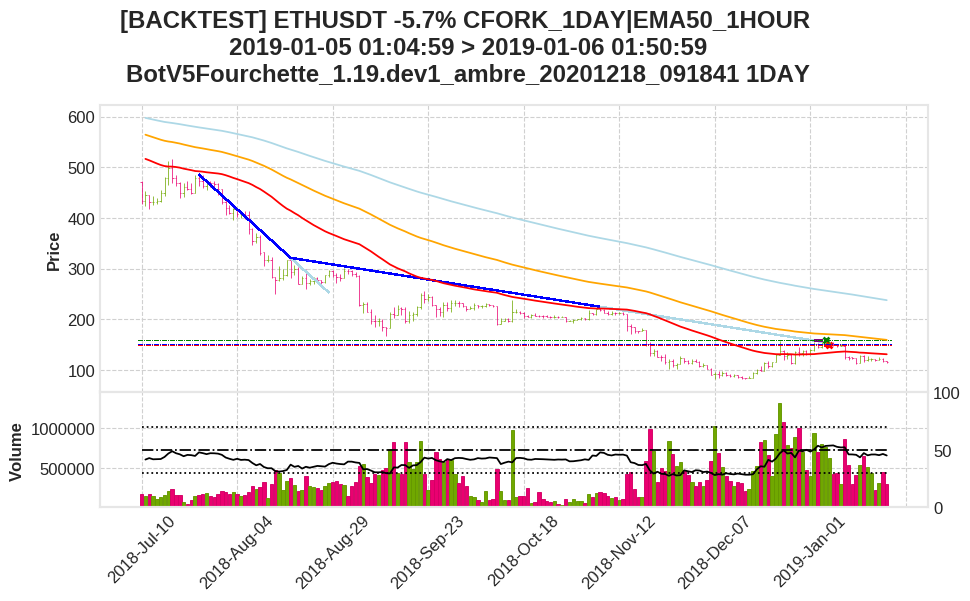 [BACKTEST] ETHUSDT -5.7% CFORK_1DAY|EMA50_1HOUR
2019-01-05 01:04:59 > 2019-01-06 01:50:59
BotV5Fourchette_1.19.dev1_ambre_20201218_091841 1DAY
600
500
400
300
200
100
Price
100
50
0
1000000
500000
Volume
2018-Jul-10
2018-Aug-04
2018-Aug-29
2018-Sep-23
2018-Oct-18
2018-Nov-12
2018-Dec-07
2019-Jan-01